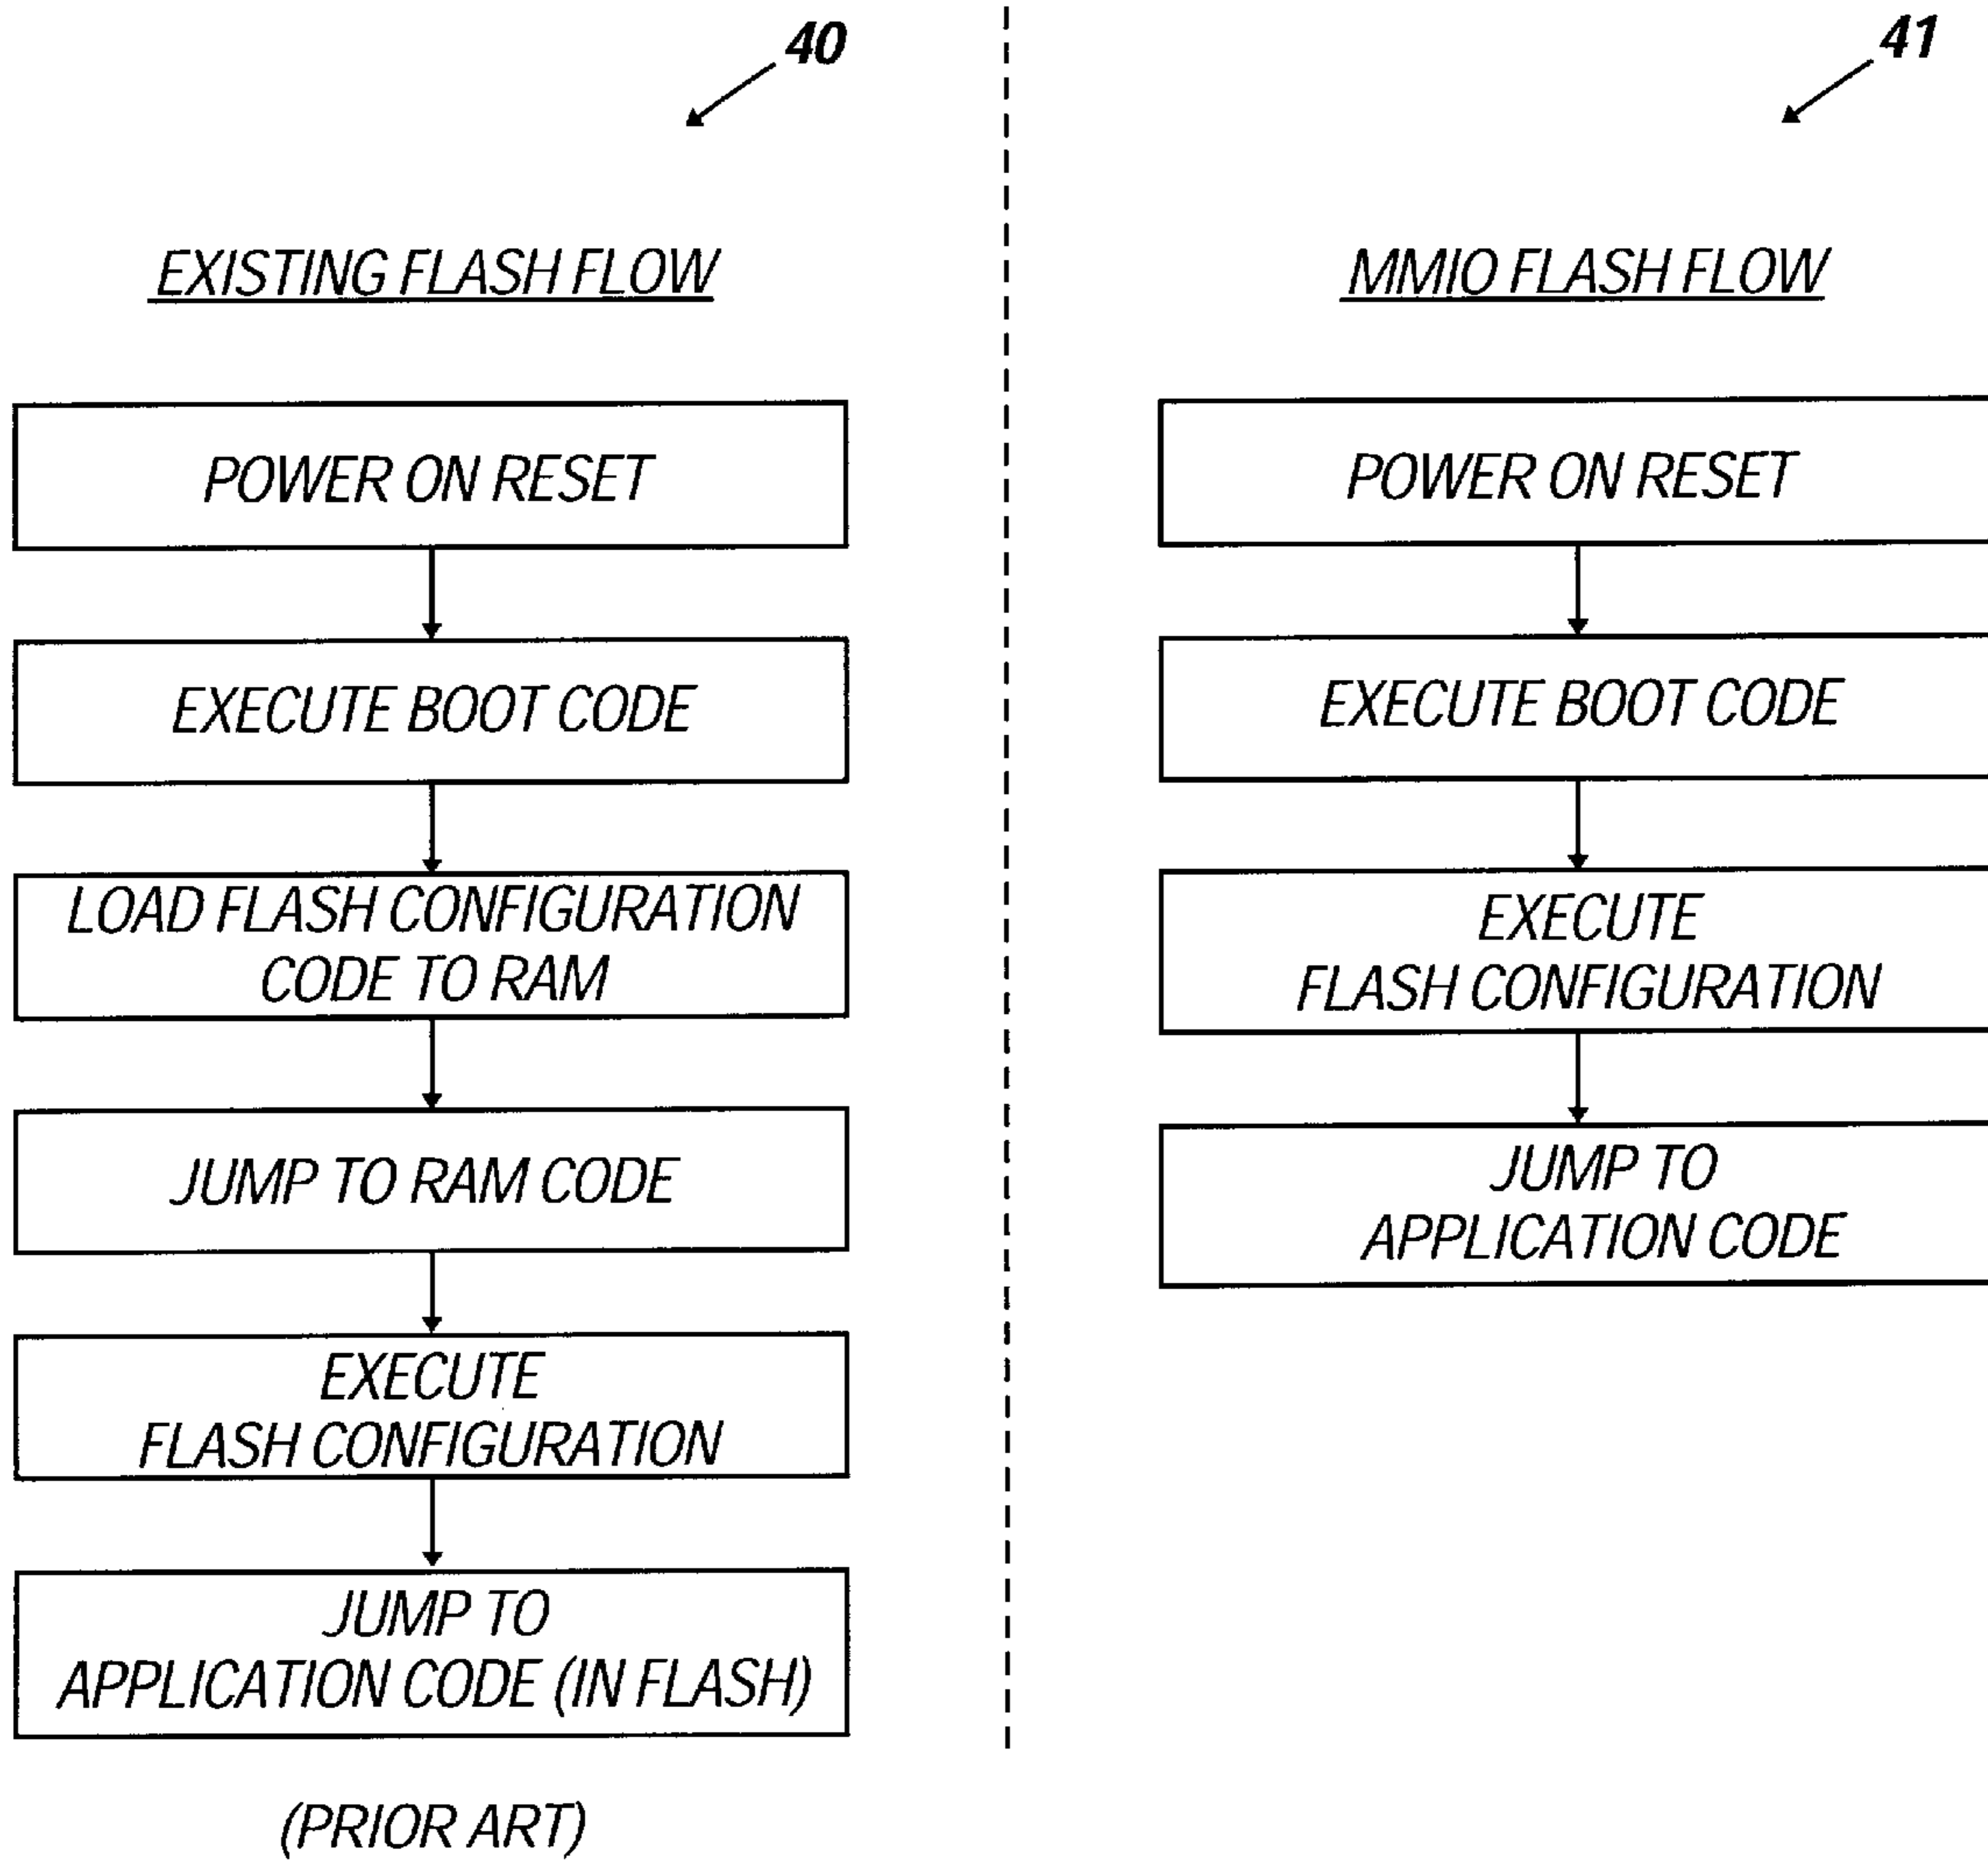 40
EXISTING FLASH FLOW
POWER ON RESET
EXECUTE BOOT CODE
LOAD FLASH CONFIGURATION
CODE TO RAM
JUMP TO RAM CODE
EXECUTE
FLASH CONFIGURATION
JUMP TO
APPLICATION CODE (IN FLASH)
(PRIOR ART)
41
MMIO FLASH FLOW
POWER ON RESET
EXECUTE BOOT CODE
EXECUTE
FLASH CONFIGURATION
JUMP TO
APPLICATION CODE